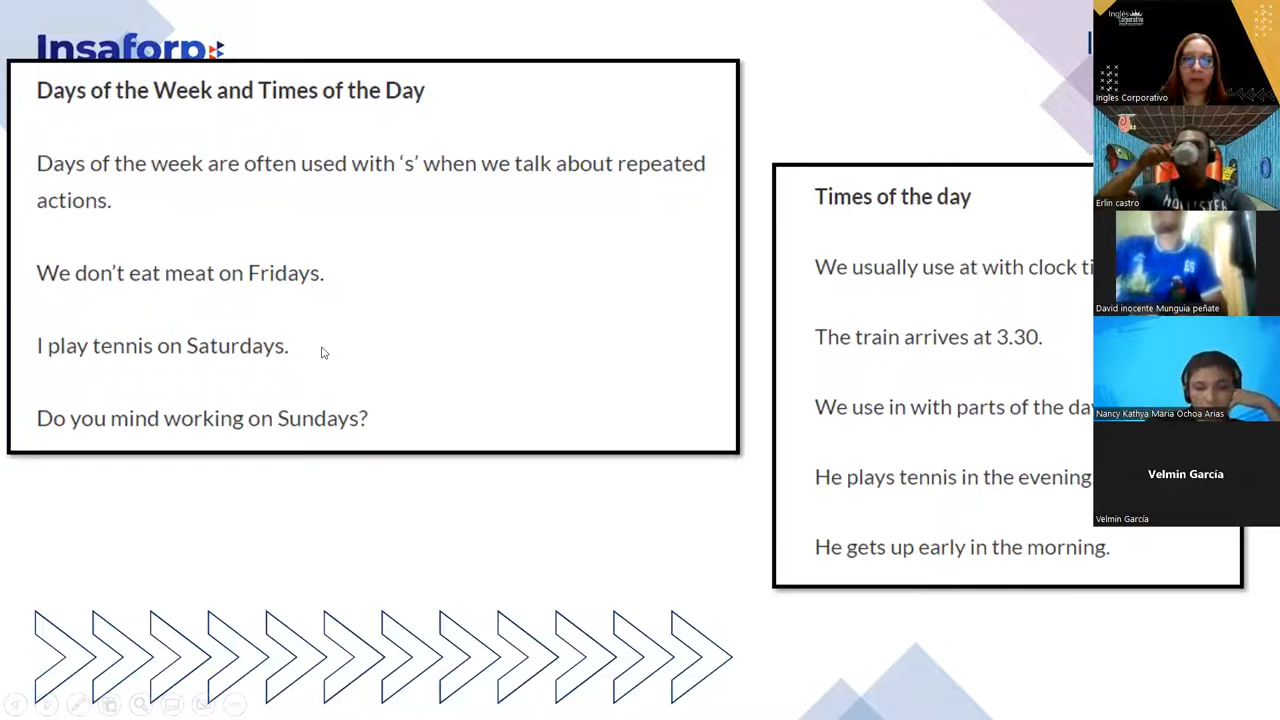 Insaforp
Days of the Week and Times of the Day
Days of the week are often used with ‘s’ when we talk about repeated
actions.
We don’t eat meat on Fridays.
I play tennis on Saturdays.
Do you mind working on Sundays?
Times of the day
We usually use at with clock
The train arrives at 3.30.
We use in with parts of the
He plays tennis in the evening
He gets up early in the morning.
Inglés
Corporativo
Ingles Corporativo
Erlin castro
HOLLISTER
David inocente Munguia peñate
Nancy Kathya Maria Ochoa Arias
Velmin García
Velmin García